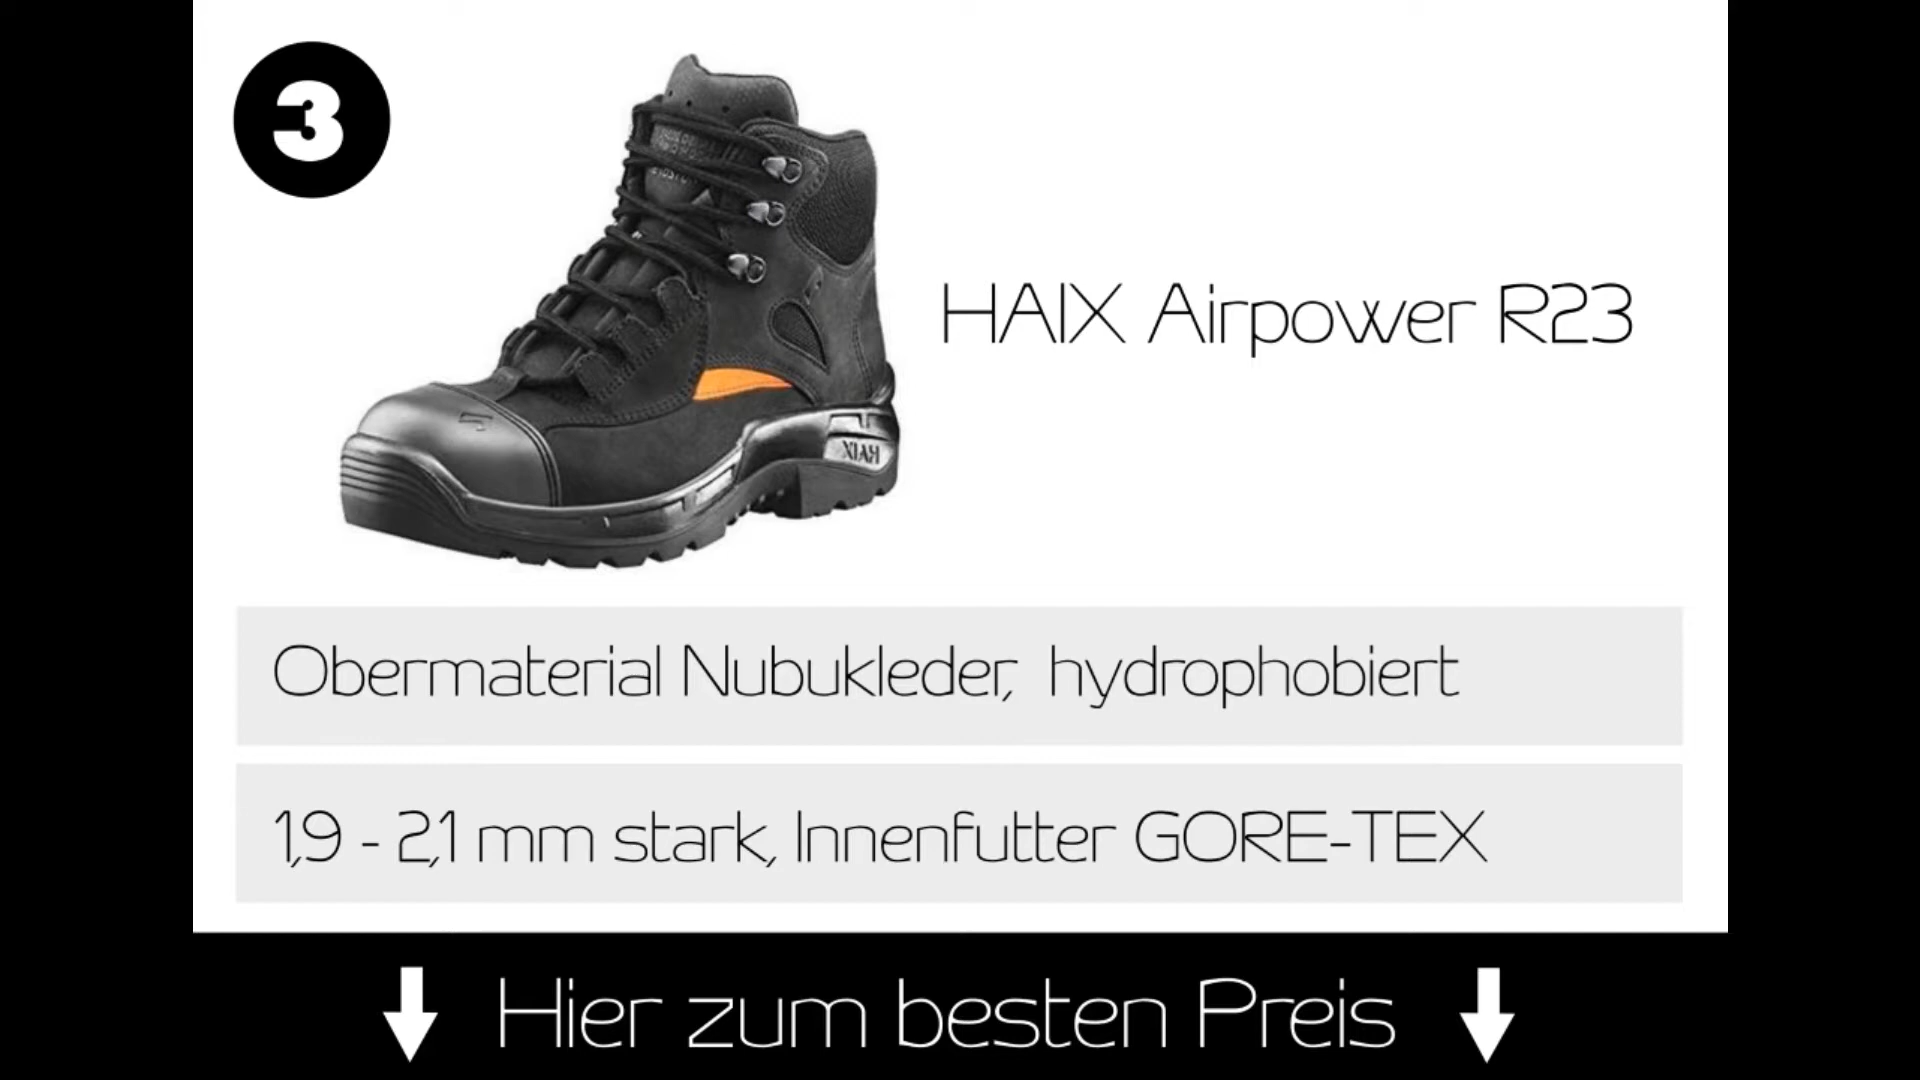 3
HAIX Airpower R23
HAIX
Obermaterial Nubukleder, hydrophobiert
1,9 - 2,1 mm stark, Innenfutter GORE-TEX
Hier zum besten Preis